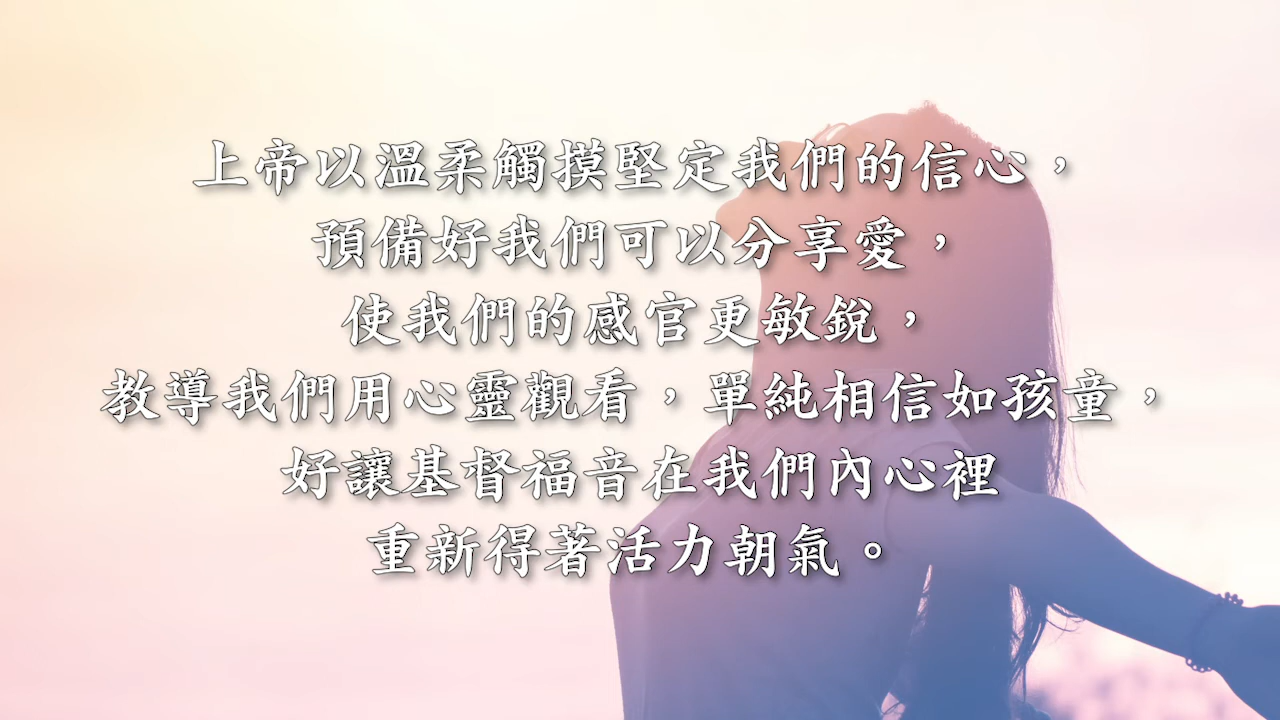 上帝以溫柔觸摸堅定我們的信心，
預備好我們可以分享愛，
使我們的感官更敏銳，
教導我們用心靈觀看，單純相信如孩童，
好讓基督福音在我們內心裡
重新得著活力朝氣。